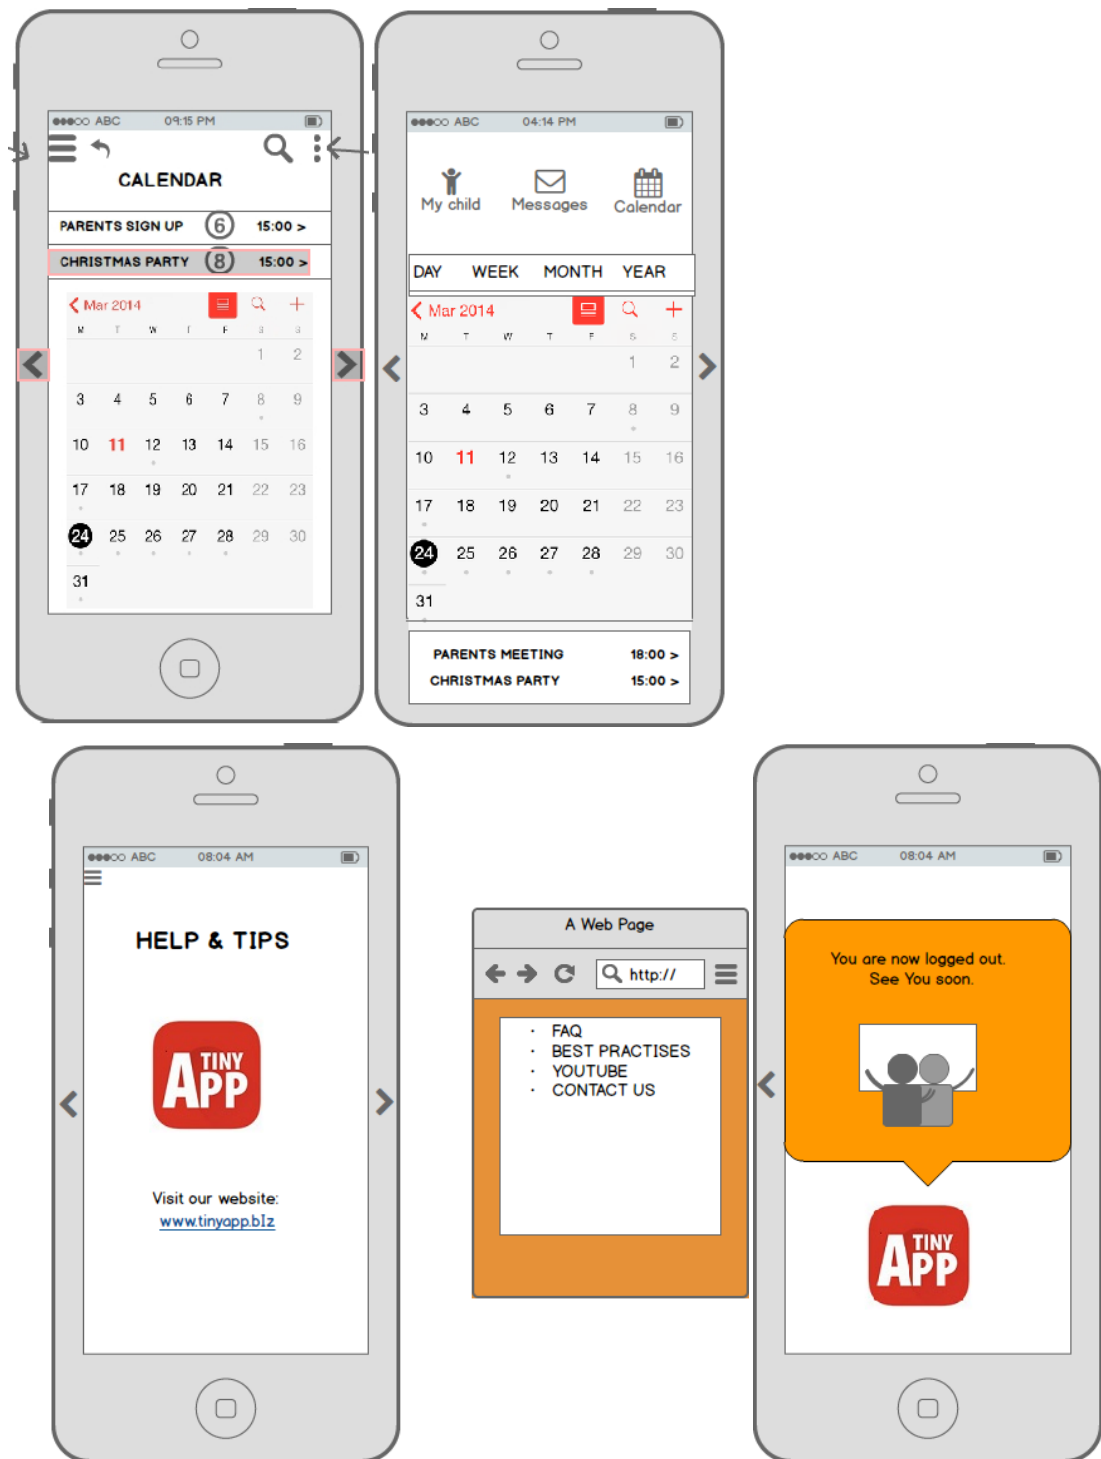 ABC 09:15 PM
CALENDAR
PARENTS SIGN UP 6 15:00 >
CHRISTMAS PARTY 8 15:00 >
Mar 2014
M T W T F S S
1 2
3 4 5 6 7 8 9
10 11 12 13 14 15 16
17 18 19 20 21 22 23
24 25 26 27 28 29 30
31
ABC 04:14 PM
My child Messages Calendar
DAY WEEK MONTH YEAR
Mar 2014
M T W T F S S
1 2
3 4 5 6 7 8 9
10 11 12 13 14 15 16
17 18 19 20 21 22 23
24 25 26 27 28 29 30
31
PARENTS MEETING 18:00 >
CHRISTMAS PARTY 15:00 >
ABC 08:04 AM
HELP & TIPS
A TINY
APP
Visit our website:
www.tinyapp.bIz
A Web Page
http://
· FAQ
· BEST PRACTISES
· YOUTUBE
· CONTACT US
ABC 08:04 AM
You are now logged out.
See You soon.
A TINY
APP